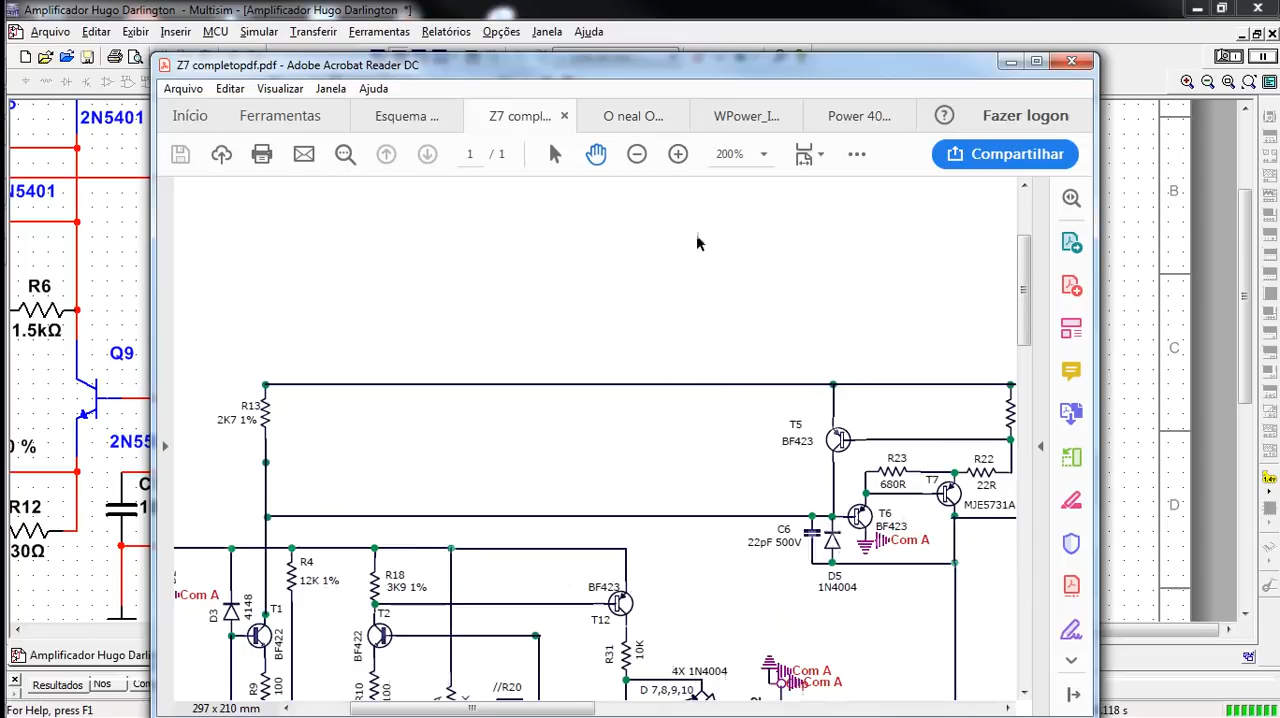 Amplificador Hugo Darlington - Multisim - [Amplificador Hugo Darlington *]
Arquivo Editar Exibir Inserir MCU Simular Transferir Ferramentas Relatórios Opções Janela Ajuda
Z7 completopdf.pdf - Adobe Acrobat Reader DC
Arquivo Editar Visualizar Janela Ajuda
Início Ferramentas Esquema ... Z7 compl... × O neal O... WPower_I... Power 40... Fazer logon
1 / 1 200% Compartilhar
2N5401
R6
1.5kΩ
Q9
R12
30Ω
B
C
D
R13
2K7 1%
T5
BF423
R23
680R
R22
22R
T7
MJE5731A
T6
BF423
Com A
C6
22pF 500V
D5
1N4004
R4
12K 1%
R18
3K9 1%
BF423
T12
Com A
D3
4148
T1
BF422
T2
BF422
R31
10K
R9
100
R10
100
//R20
4X 1N4004
D 7,8,9,10
Com A
Com A
297 x 210 mm
Amplificador Hugo Darlin
Resultados Nós
For Help, press F1
118 s